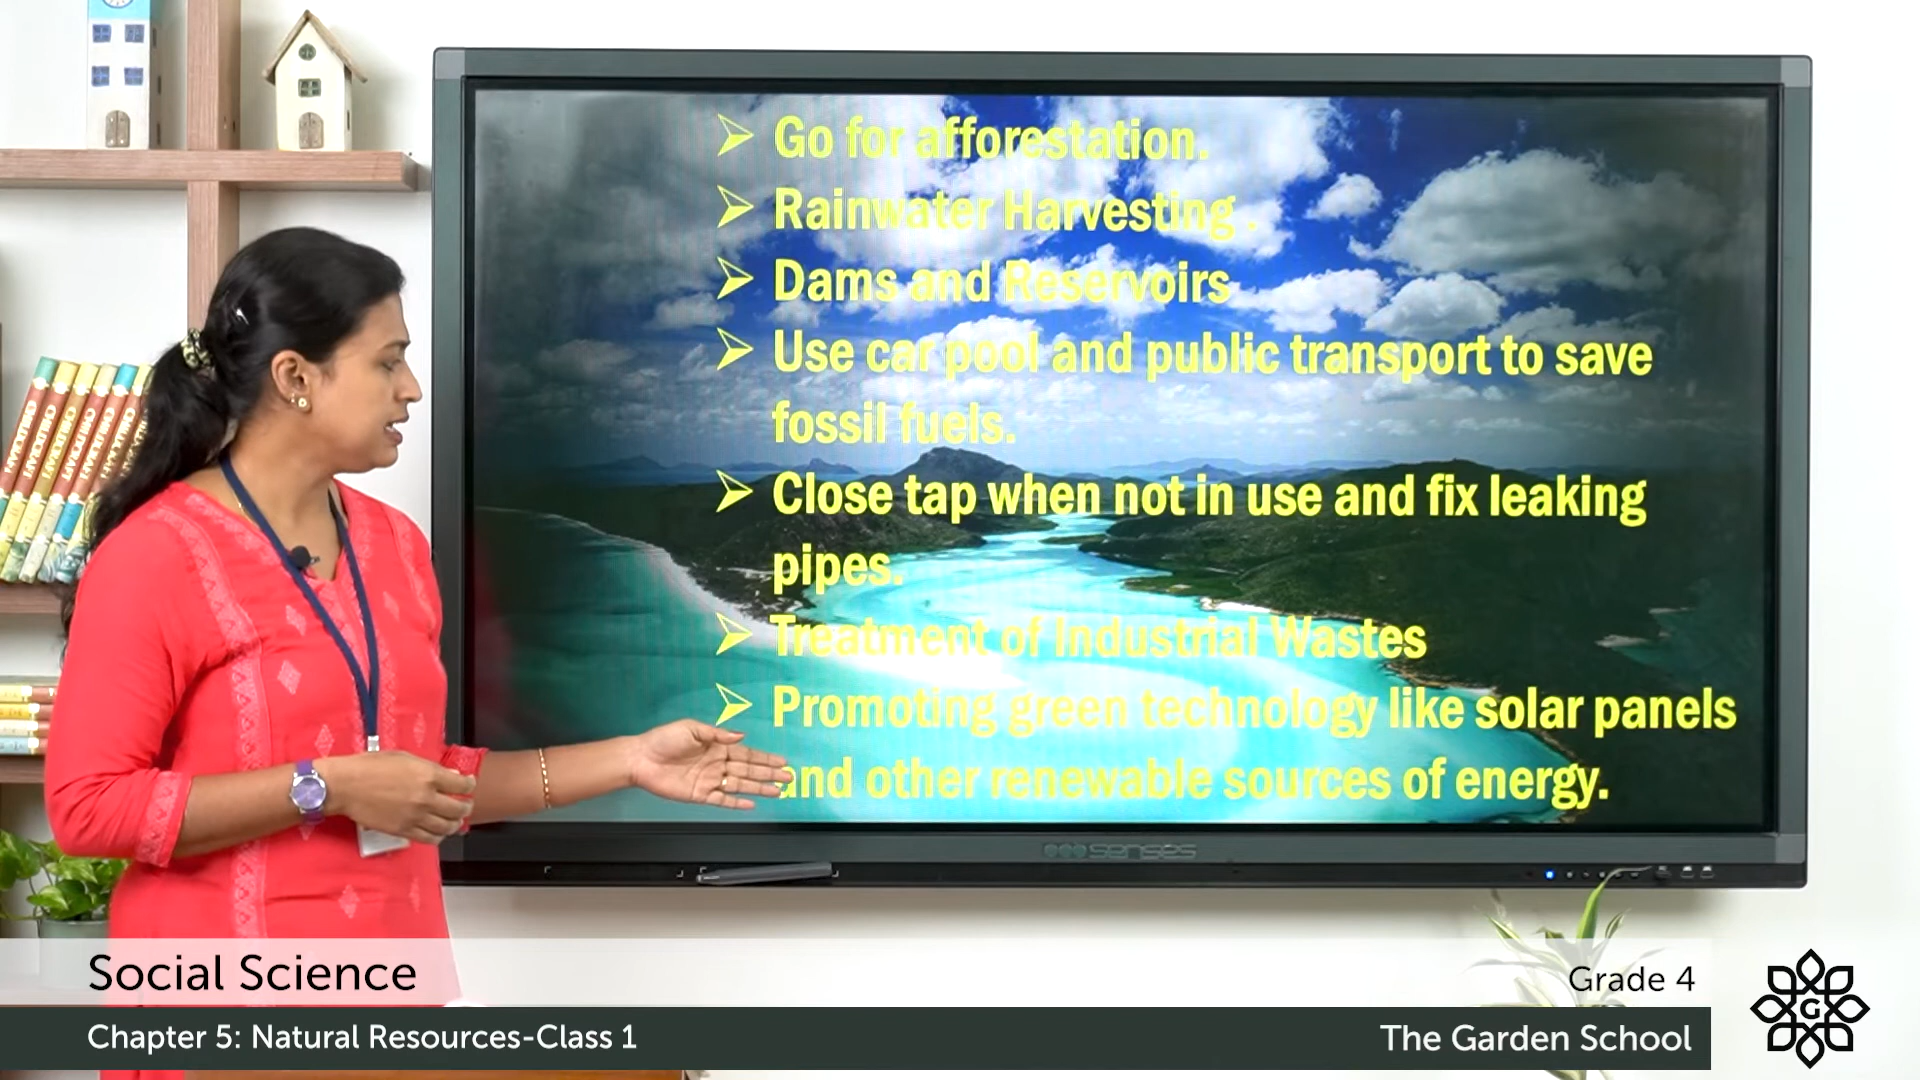 ➢ Go for afforestation.
➢ Rainwater Harvesting .
➢ Dams and Reservoirs
➢ Use car pool and public transport to save
fossil fuels.
➢ Close tap when not in use and fix leaking
pipes.
➢ Treatment of Industrial Wastes
➢ Promoting green technology like solar panels
and other renewable sources of energy.
senses
Social Science
Grade 4
Chapter 5: Natural Resources-Class 1
The Garden School
G